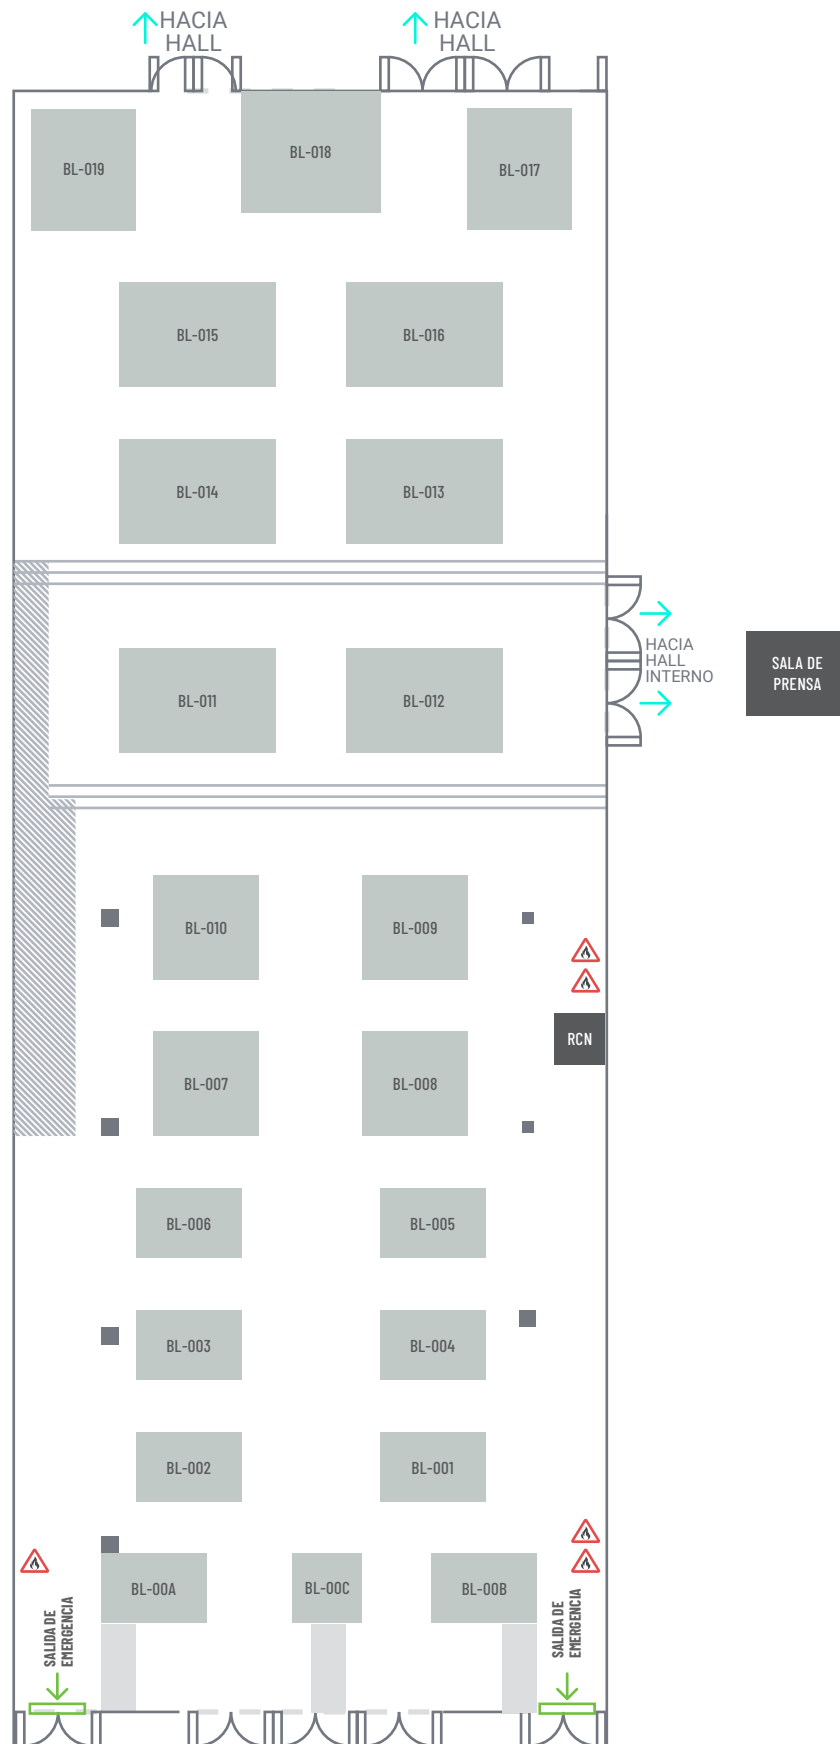 HACIA
HALL
HACIA
HALL
BL-019
BL-018
BL-017
BL-015
BL-016
BL-014
BL-013
HACIA
HALL
INTERNO
SALA DE
PRENSA
BL-011
BL-012
BL-010
BL-009
RCN
BL-007
BL-008
BL-006
BL-005
BL-003
BL-004
BL-002
BL-001
BL-00A
BL-00C
BL-00B
SALIDA DE
EMERGENCIA
SALIDA DE
EMERGENCIA